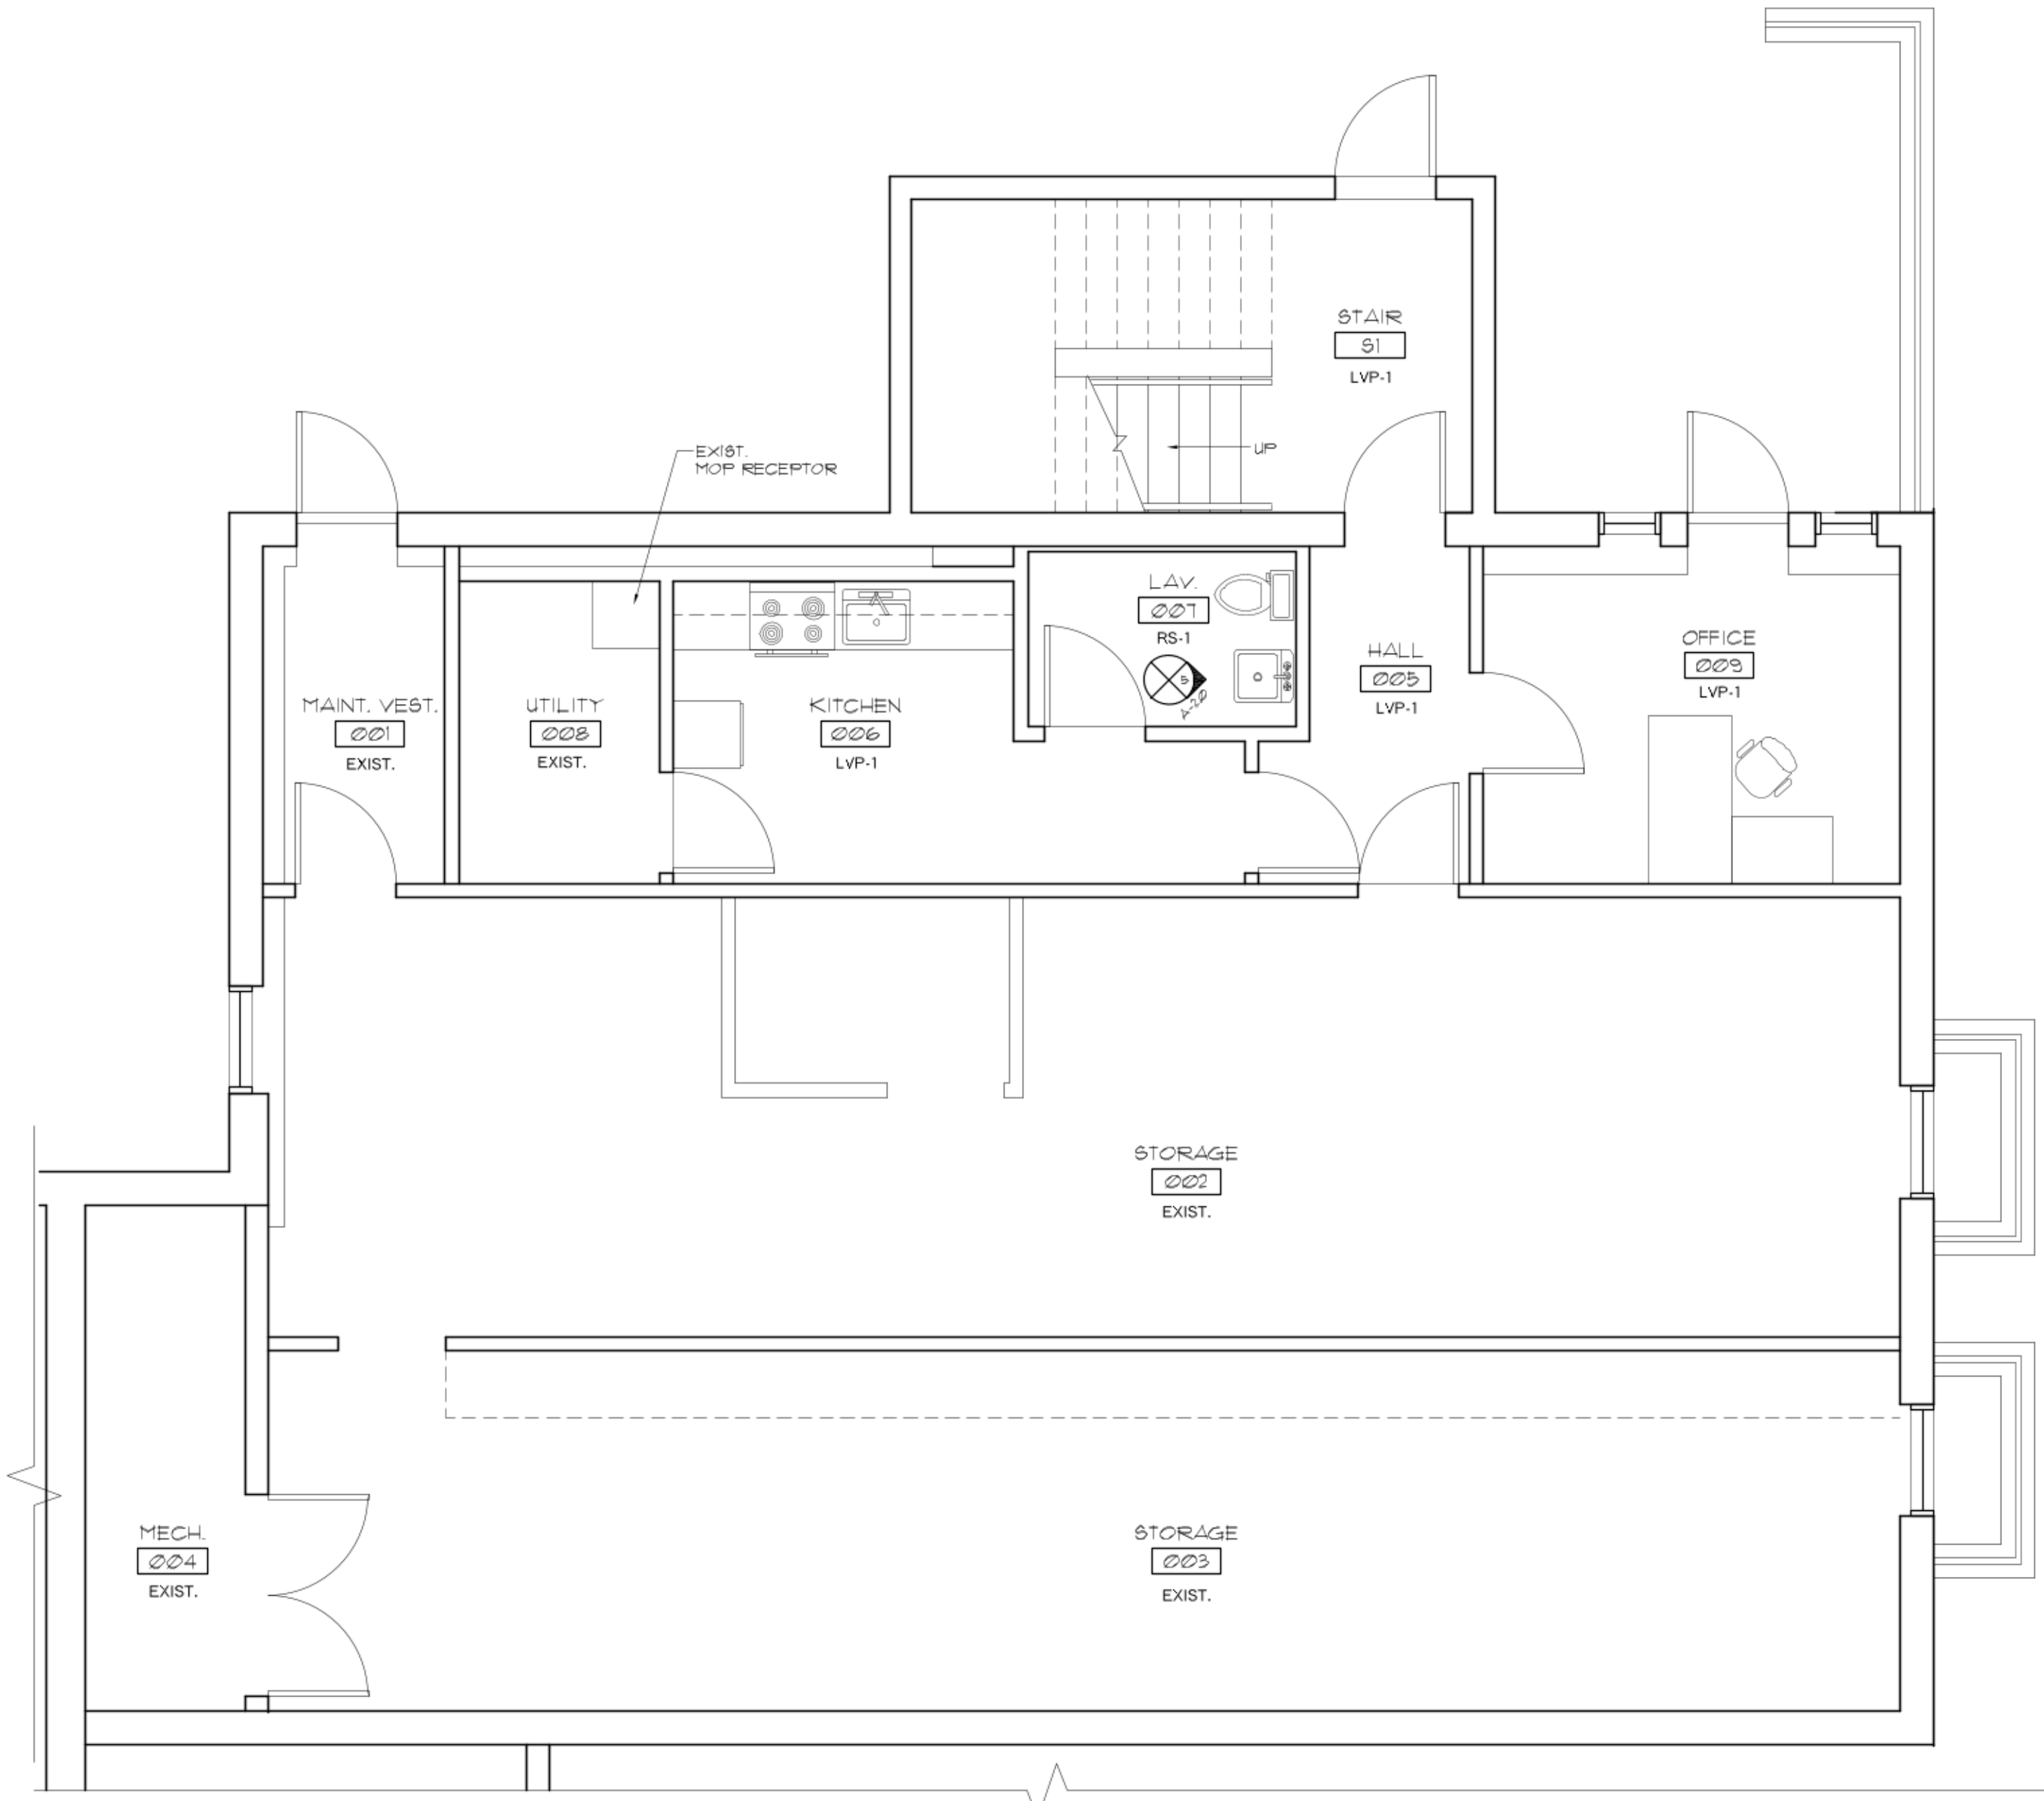 STAIR
S1
LVP-1
UP
EXIST.
MOP RECEPTOR
LAV.
007
RS-1
5
A-2.0
HALL
005
LVP-1
OFFICE
009
LVP-1
MAINT. VEST.
001
EXIST.
UTILITY
008
EXIST.
KITCHEN
006
LVP-1
STORAGE
002
EXIST.
MECH.
004
EXIST.
STORAGE
003
EXIST.